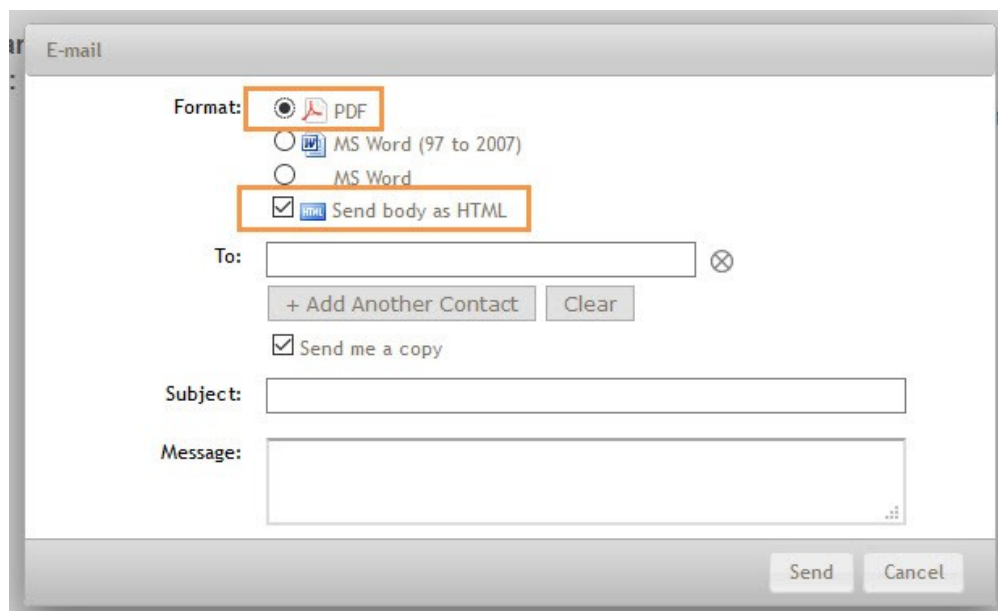 E-mail
Format: PDF
MS Word (97 to 2007)
MS Word
HTML Send body as HTML
To:
+ Add Another Contact Clear
Send me a copy
Subject:
Message:
Send Cancel